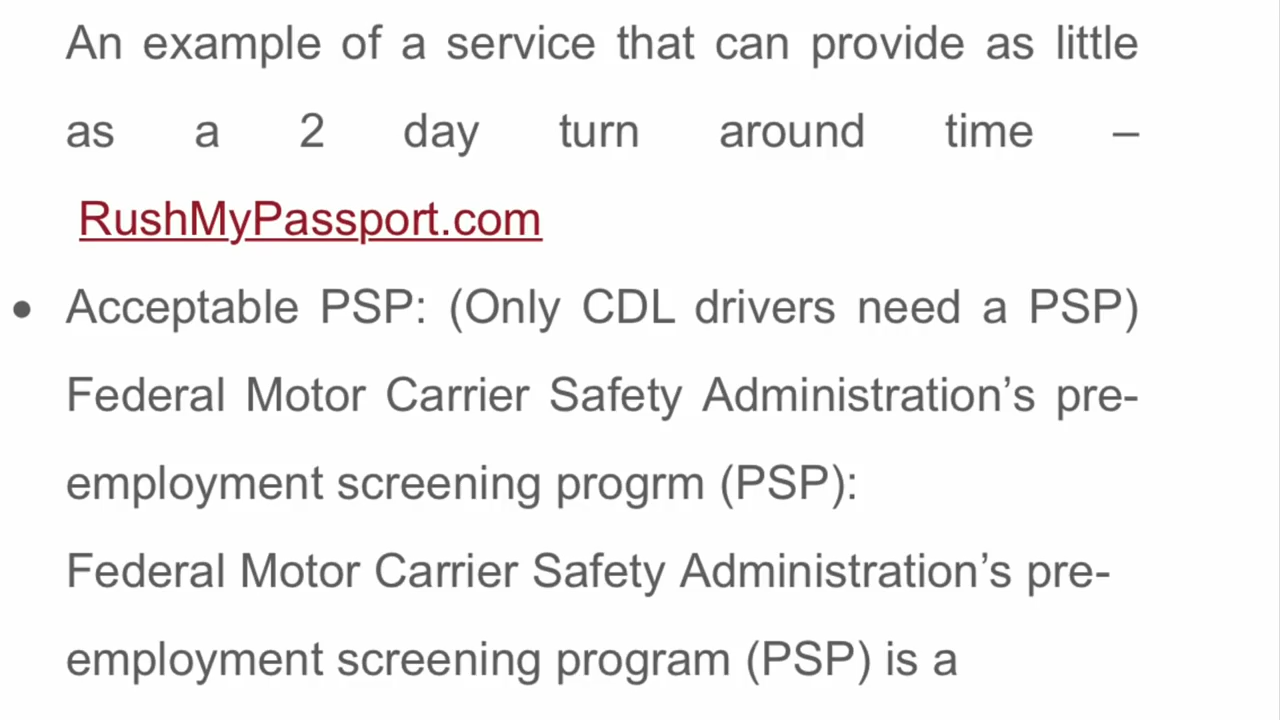 An example of a service that can provide as little
as a 2 day turn around time –
RushMyPassport.com
• Acceptable PSP: (Only CDL drivers need a PSP)
Federal Motor Carrier Safety Administration’s pre-
employment screening progrm (PSP):
Federal Motor Carrier Safety Administration’s pre-
employment screening program (PSP) is a